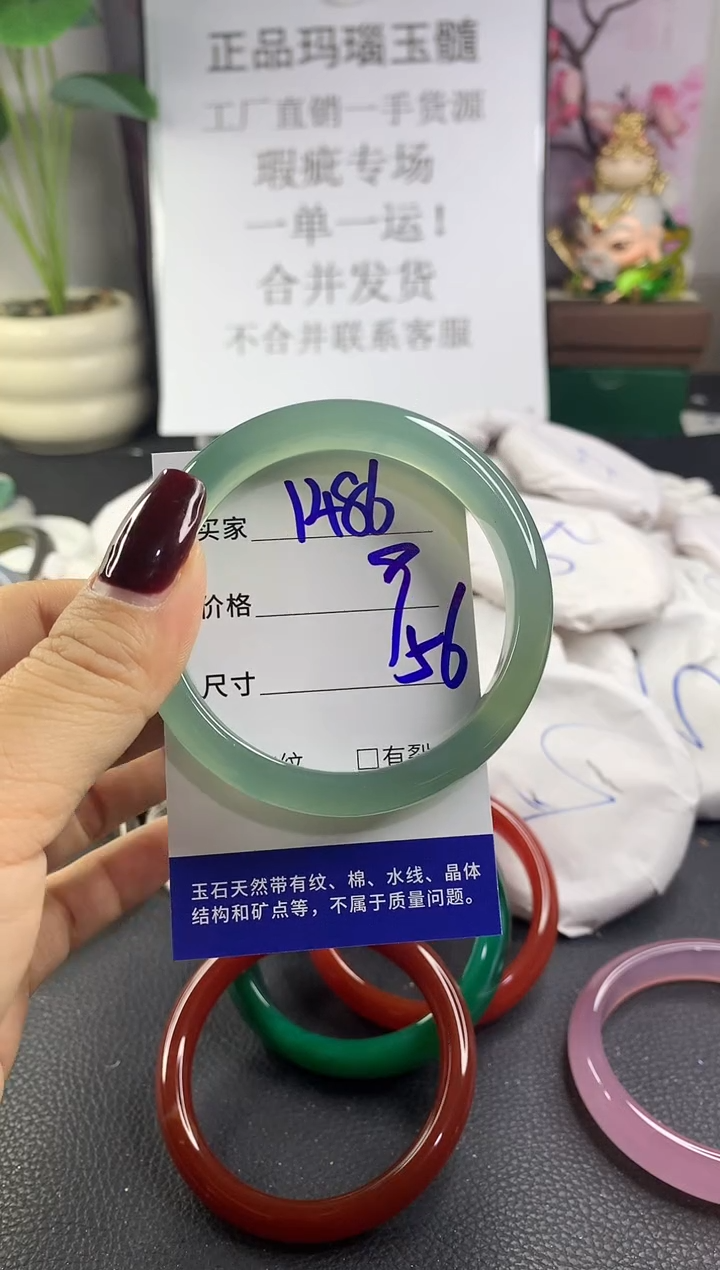 正品玛瑙玉髓
工厂直销一手货源
瑕疵专场
一单一运！
合并发货
不合并联系客服
买家 1486
价格
尺寸 56
纹 □有裂
玉石天然带有纹、棉、水线、晶体
结构和矿点等，不属于质量问题。